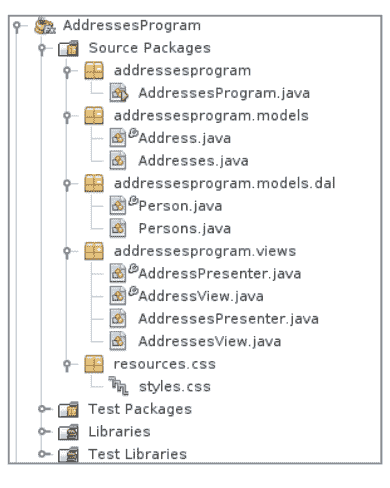 AddressesProgram
Source Packages
addressesprogram
AddressesProgram.java
addressesprogram.models
Address.java
Addresses.java
addressesprogram.models.dal
Person.java
Persons.java
addressesprogram.views
AddressPresenter.java
AddressView.java
AddressesPresenter.java
AddressesView.java
resources.css
styles.css
Test Packages
Libraries
Test Libraries